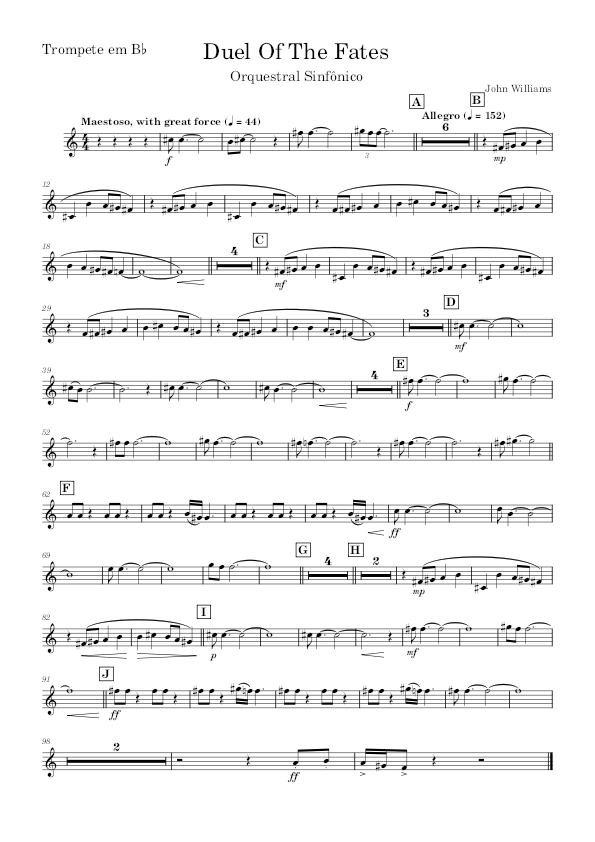 Trompete em B♭
Duel Of The Fates
Orquestral Sinfônico
John Williams
A
B
Maestoso, with great force (♩ = 44)
Allegro (♩ = 152)
6
f
3
mp
12
18
4
C
mf
29
3
D
mf
39
4
E
f
52
62
F
ff
69
G
4
H
2
mp
82
I
p
mf
91
J
ff
98
2
ff